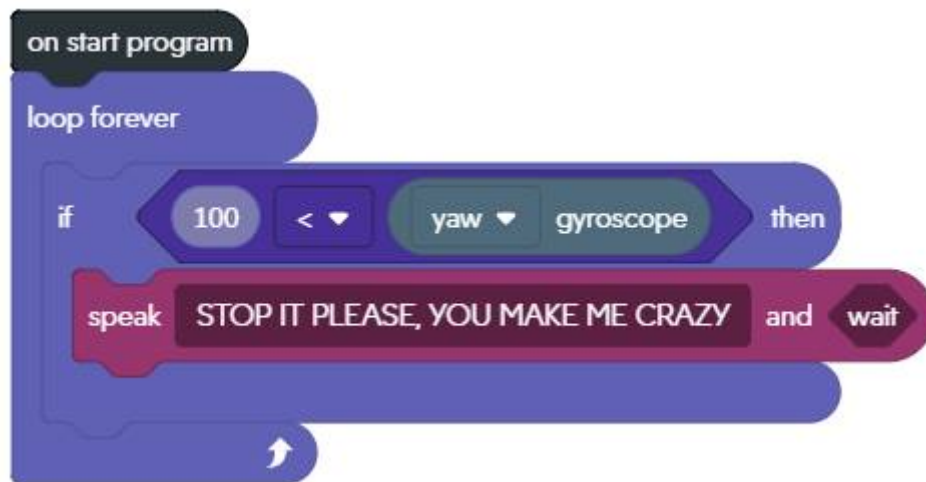 on start program
loop forever
if 100 < yaw gyroscope then
speak STOP IT PLEASE, YOU MAKE ME CRAZY and wait